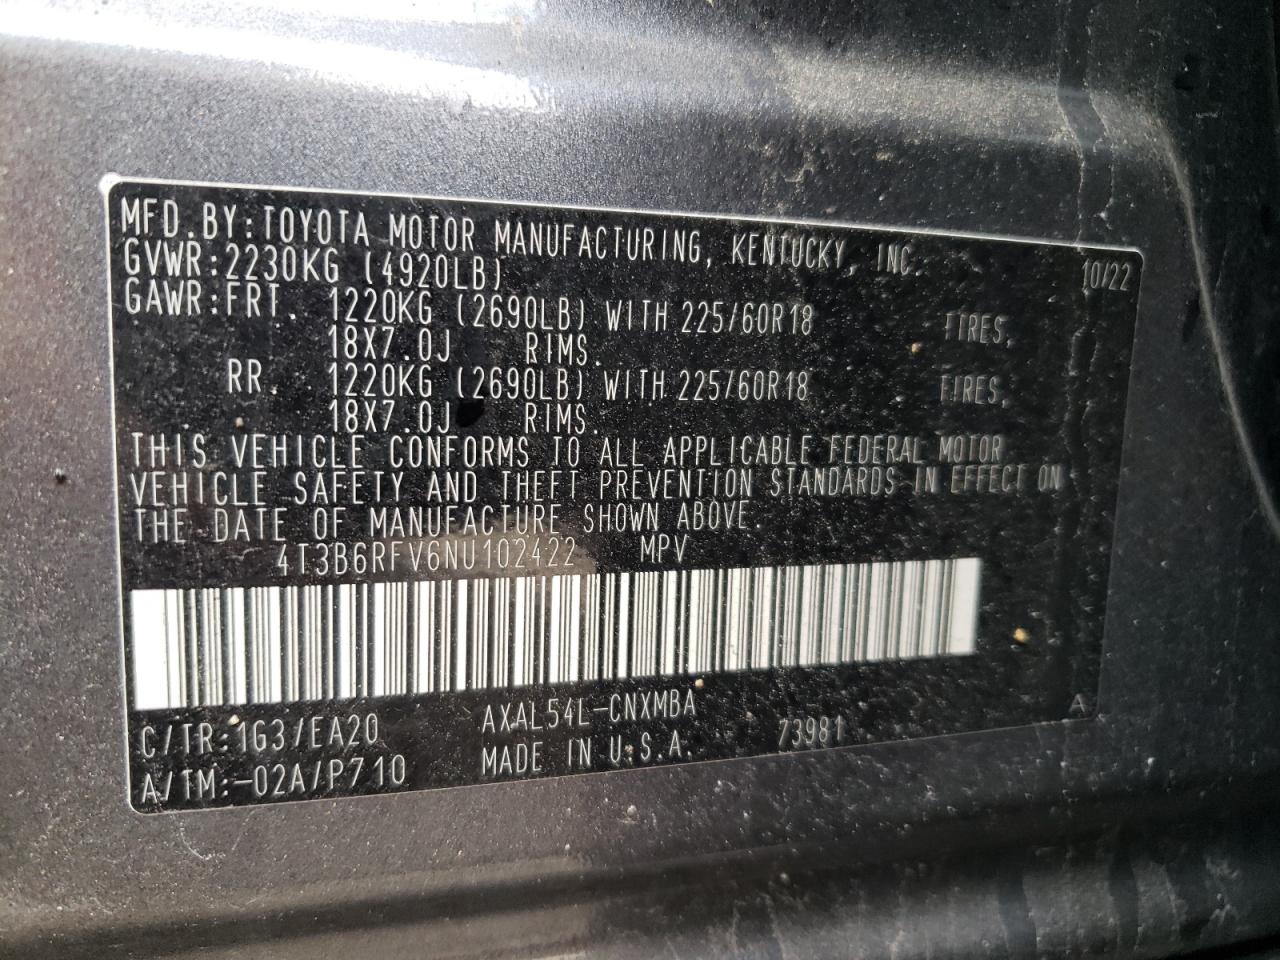 MFD.BY:TOYOTA MOTOR MANUFACTURING, KENTUCKY, INC.
GVWR:2230KG (4920LB) 10/22
GAWR:FRT. 1220KG (2690LB) WITH 225/60R18 TIRES,
18X7.0J RIMS.
RR. 1220KG (2690LB) WITH 225/60R18 TIRES,
18X7.0J RIMS.
THIS VEHICLE CONFORMS TO ALL APPLICABLE FEDERAL MOTOR
VEHICLE SAFETY AND THEFT PREVENTION STANDARDS IN EFFECT ON
THE DATE OF MANUFACTURE SHOWN ABOVE.
4T3B6RFV6NU102422 MPV
C/TR:1G3/EA20 AXAL54L-CNXMBA A
A/TM:-02A/P710 MADE IN U.S.A. 73981